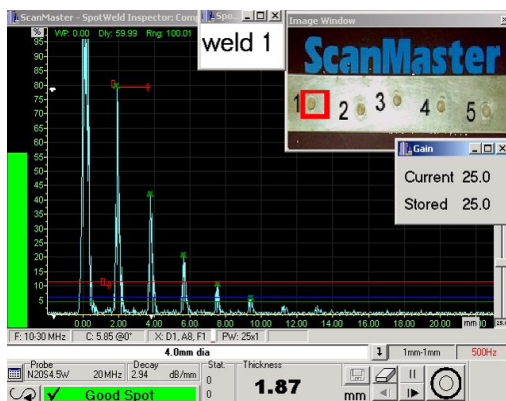 ScanMaster - SpotWeld Inspector: Comp
Spo...
Image Window
%
WP: 0.00 Dly: 59.99 Rng: 100.01
weld 1
ScanMaster
1 2 3 4 5
95
90
85
80
75
70
65
60
55
50
45
40
35
30
25
20
15
10
5
Gain
Current 25.0
Stored 25.0
0.00 2.00 4.00 6.00 8.00 10.00 12.00 14.00 16.00 18.00 20.00 mm
F: 10-30 MHz C: 5.85 @0° X: D1, A8, F1 PW: 25x1
4.0mm dia 1mm-1mm 500Hz
Probe Decay Stat. Thickness
N20S4.5W 20 MHz 2.94 dB/mm 0 1.87 mm
Good Spot 0